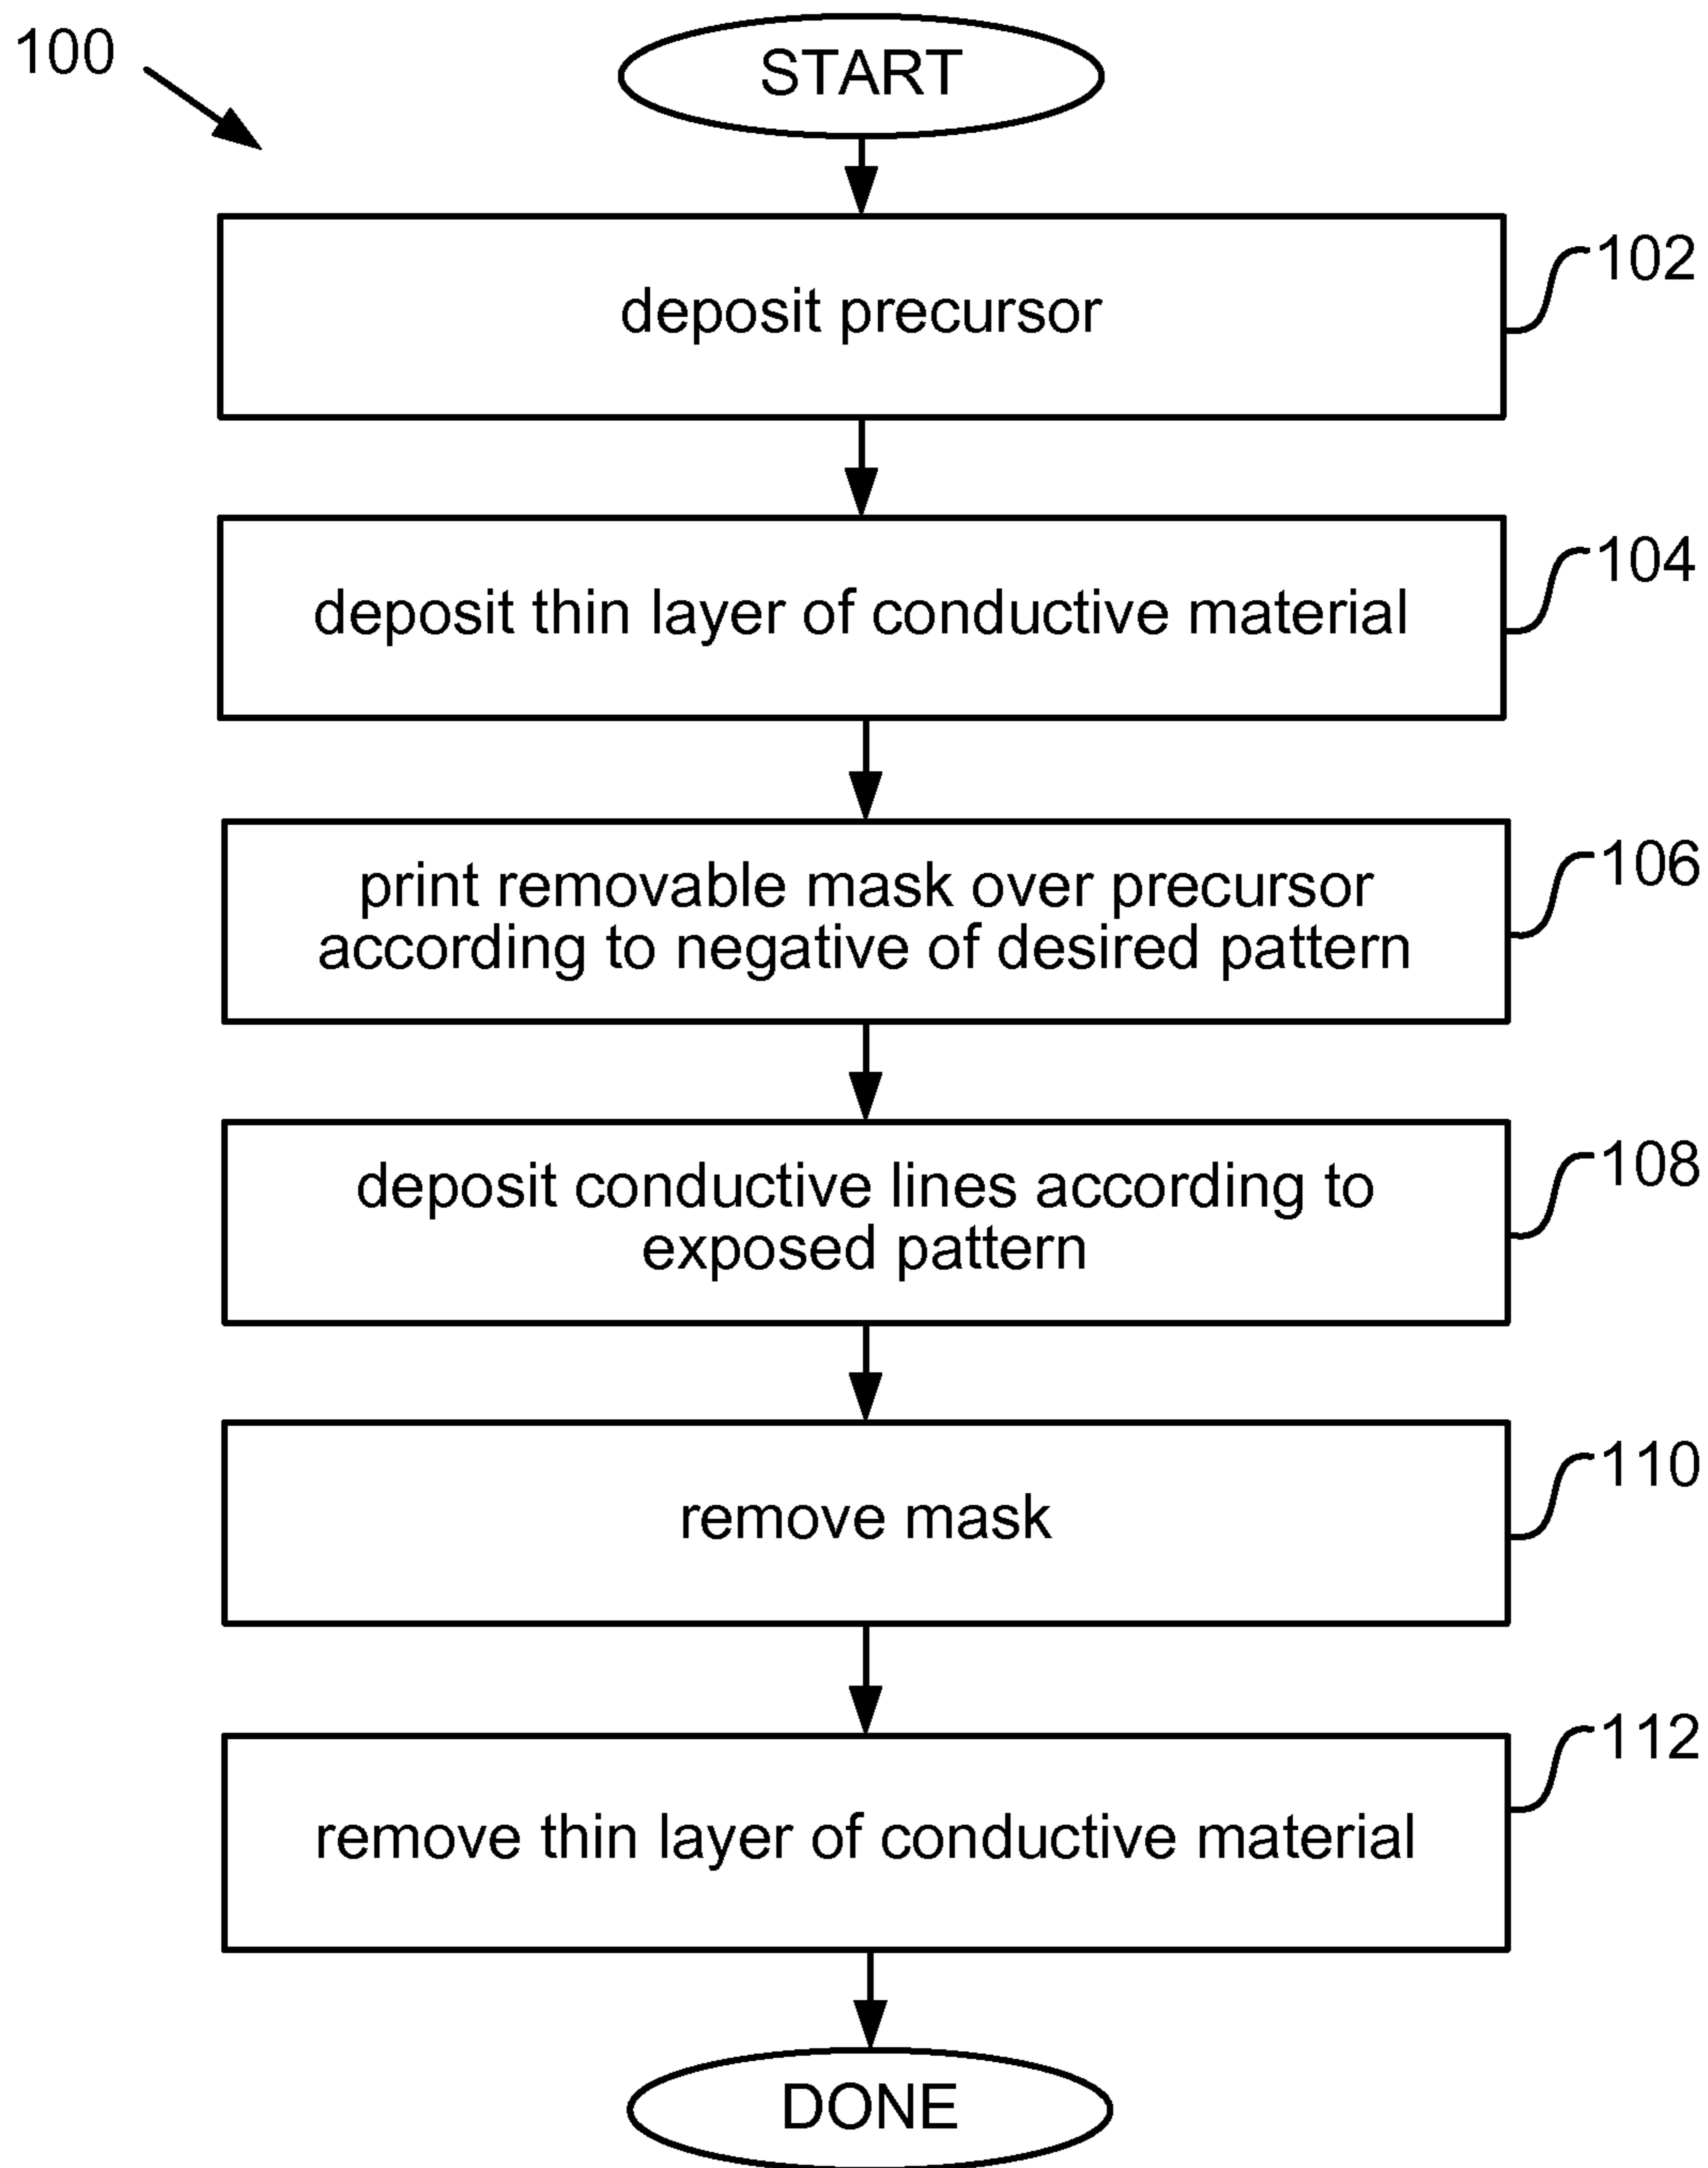 100
START
deposit precursor
102
deposit thin layer of conductive material
104
print removable mask over precursor
according to negative of desired pattern
106
deposit conductive lines according to
exposed pattern
108
remove mask
110
remove thin layer of conductive material
112
DONE